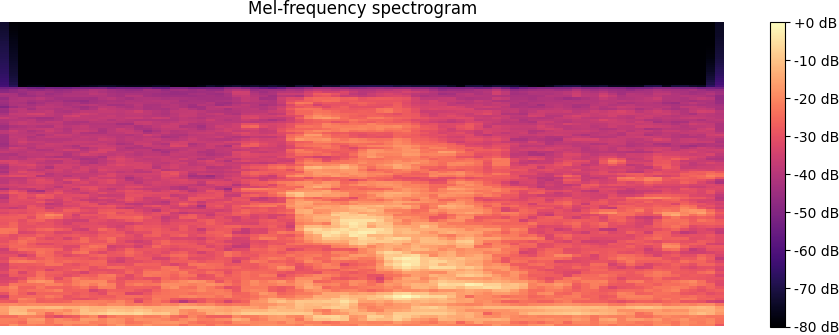 Mel-frequency spectrogram
+0 dB
-10 dB
-20 dB
-30 dB
-40 dB
-50 dB
-60 dB
-70 dB
-80 dB